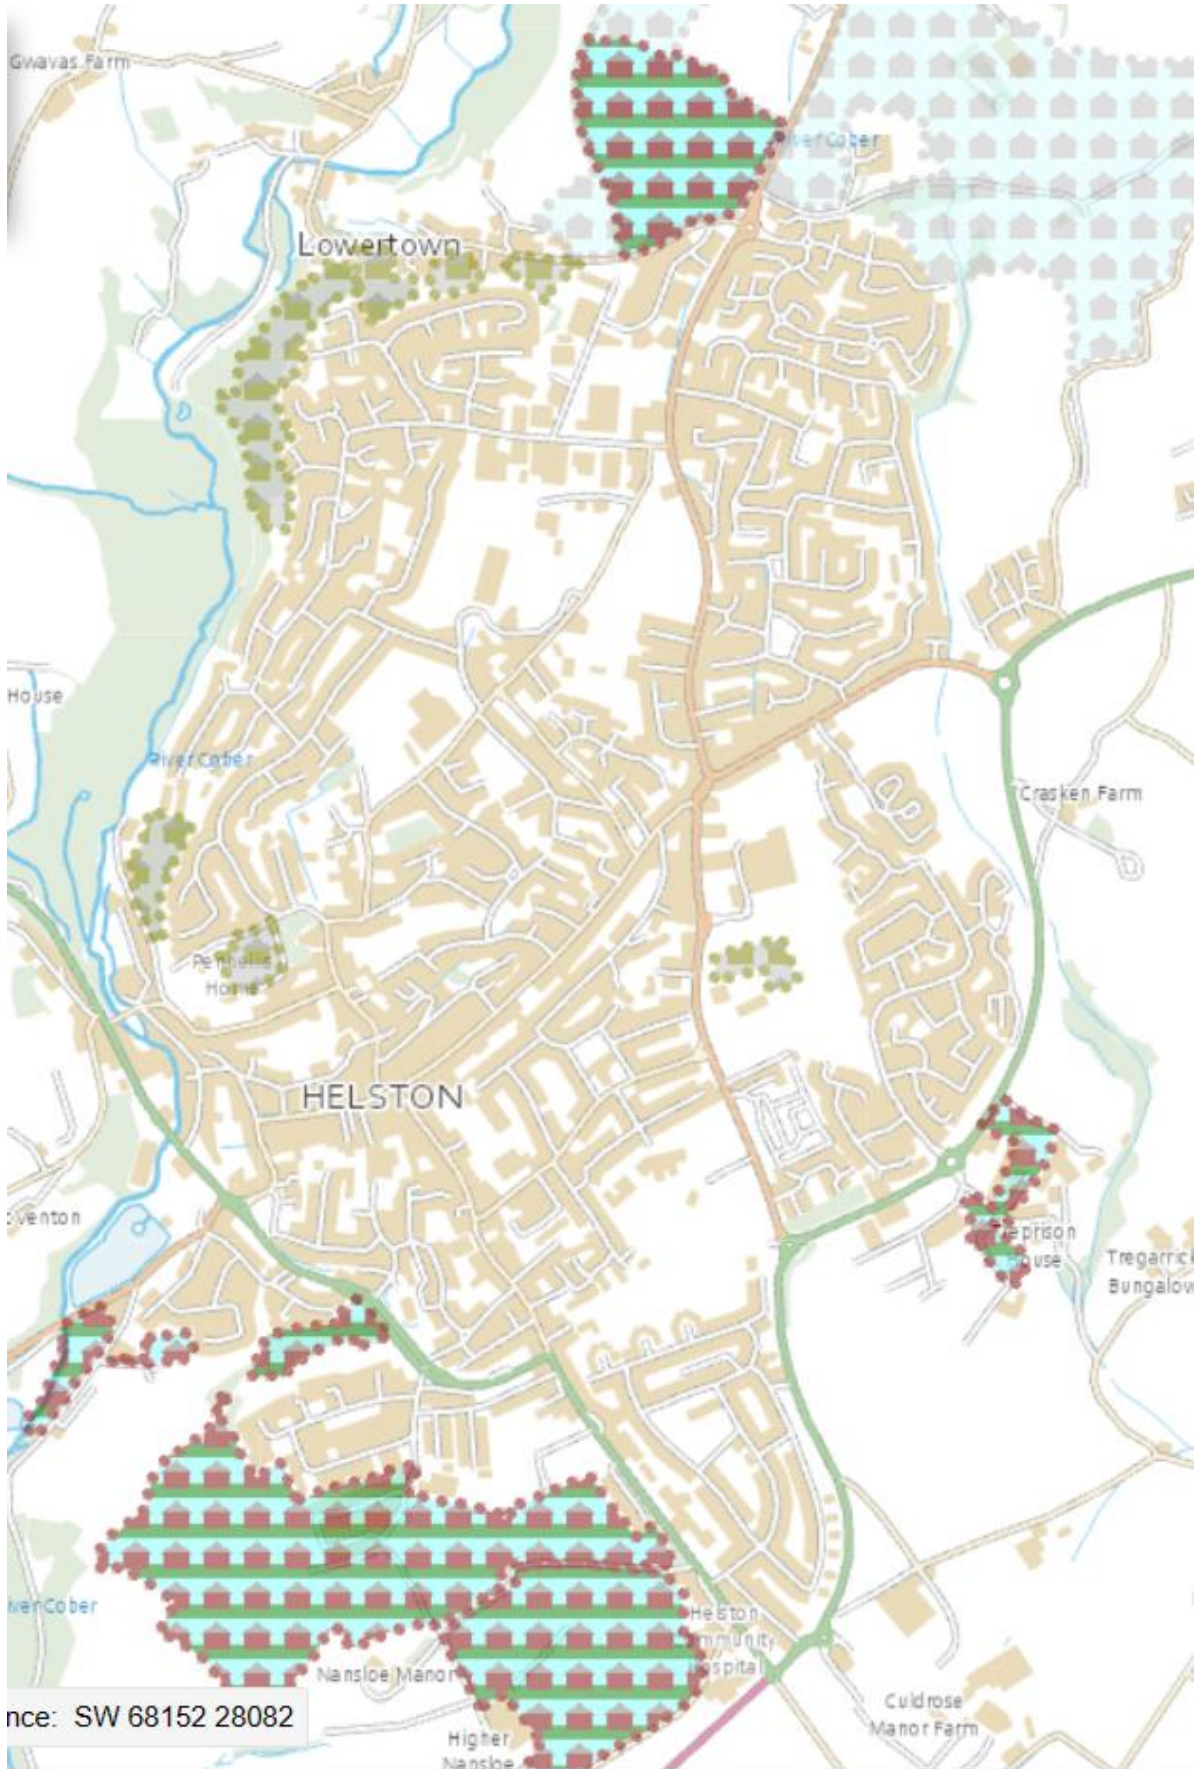 Gwavas Farm
River Cober
Lowertown
House
River Cober
Crasken Farm
Penhellis
House
HELSTON
Venton
Treprison
House
Tregarrick
Bungalow
River Cober
Helston
Community
Hospital
Nansloe Manor
Culdrose
Manor Farm
nce: SW 68152 28082
Higher
Nansloe